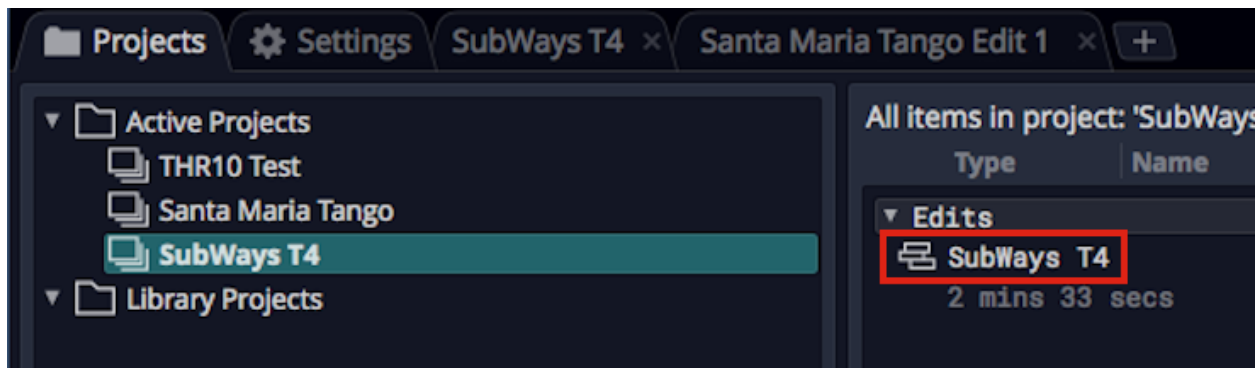 Projects Settings SubWays T4 × Santa Maria Tango Edit 1 × +
Active Projects
THR10 Test
Santa Maria Tango
SubWays T4
Library Projects
All items in project: 'SubWays
Type Name
Edits
SubWays T4
2 mins 33 secs